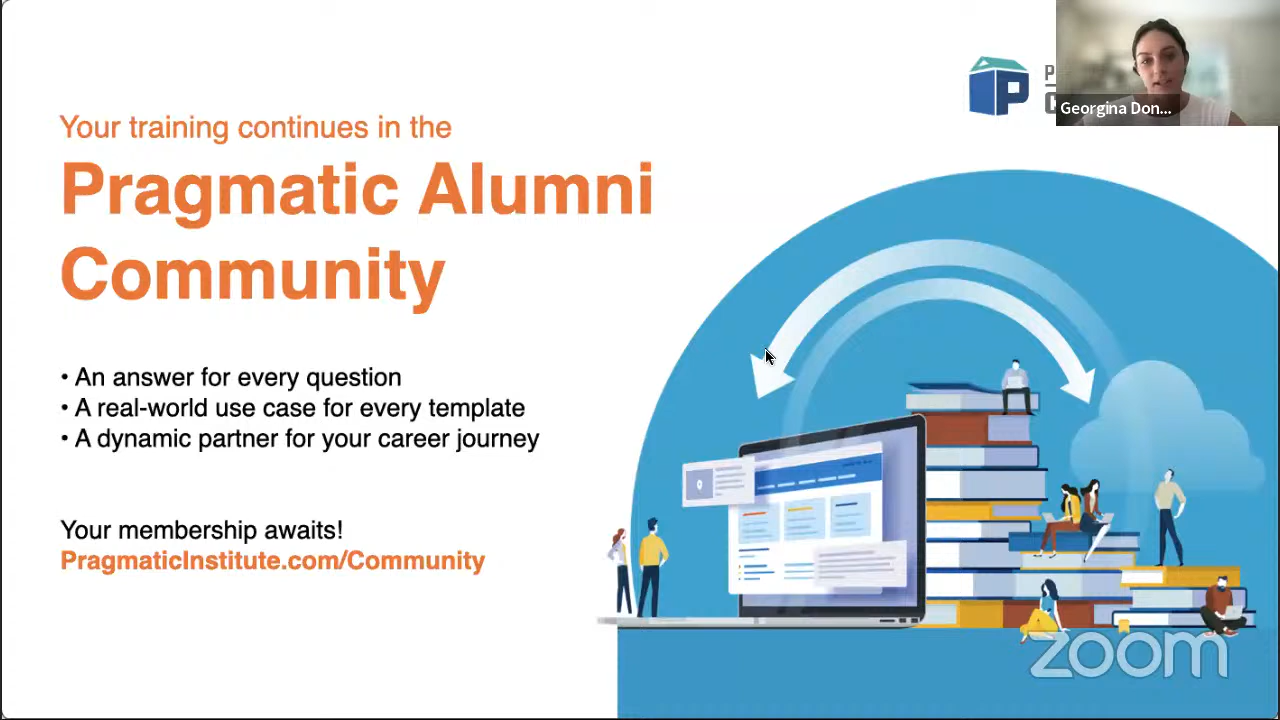 Your training continues in the
Pragmatic Alumni
Community
• An answer for every question
• A real-world use case for every template
• A dynamic partner for your career journey
Your membership awaits!
PragmaticInstitute.com/Community
P
Georgina Don...
zoom